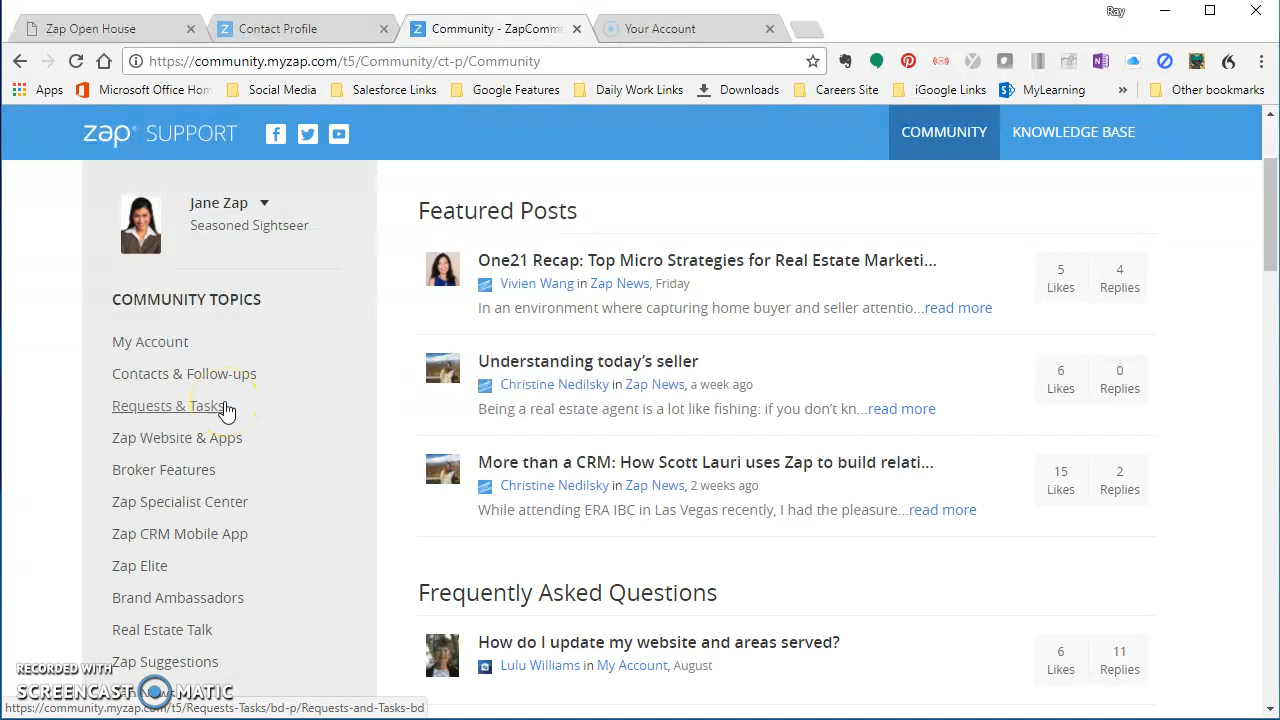 Zap Open House
Contact Profile
Community - ZapComm
Your Account
Ray
https://community.myzap.com/t5/Community/ct-p/Community
Apps
Microsoft Office Hom
Social Media
Salesforce Links
Google Features
Daily Work Links
Downloads
Careers Site
iGoogle Links
MyLearning
»
Other bookmarks
zap SUPPORT
COMMUNITY
KNOWLEDGE BASE
Jane Zap
Seasoned Sightseer
COMMUNITY TOPICS
My Account
Contacts & Follow-ups
Requests & Tasks
Zap Website & Apps
Broker Features
Zap Specialist Center
Zap CRM Mobile App
Zap Elite
Brand Ambassadors
Real Estate Talk
Zap Suggestions
Featured Posts
One21 Recap: Top Micro Strategies for Real Estate Marketi...
Vivien Wang in Zap News, Friday
In an environment where capturing home buyer and seller attentio...read more
5 Likes
4 Replies
Understanding today's seller
Christine Nedilsky in Zap News, a week ago
Being a real estate agent is a lot like fishing: if you don't kn...read more
6 Likes
0 Replies
More than a CRM: How Scott Lauri uses Zap to build relati...
Christine Nedilsky in Zap News, 2 weeks ago
While attending ERA IBC in Las Vegas recently, I had the pleasure...read more
15 Likes
2 Replies
Frequently Asked Questions
How do I update my website and areas served?
Lulu Williams in My Account, August
6 Likes
11 Replies
RECORDED WITH
SCREENCAST MATIC
https://community.myzap.com/t5/Requests-Tasks/bd-p/Requests-and-Tasks-bd